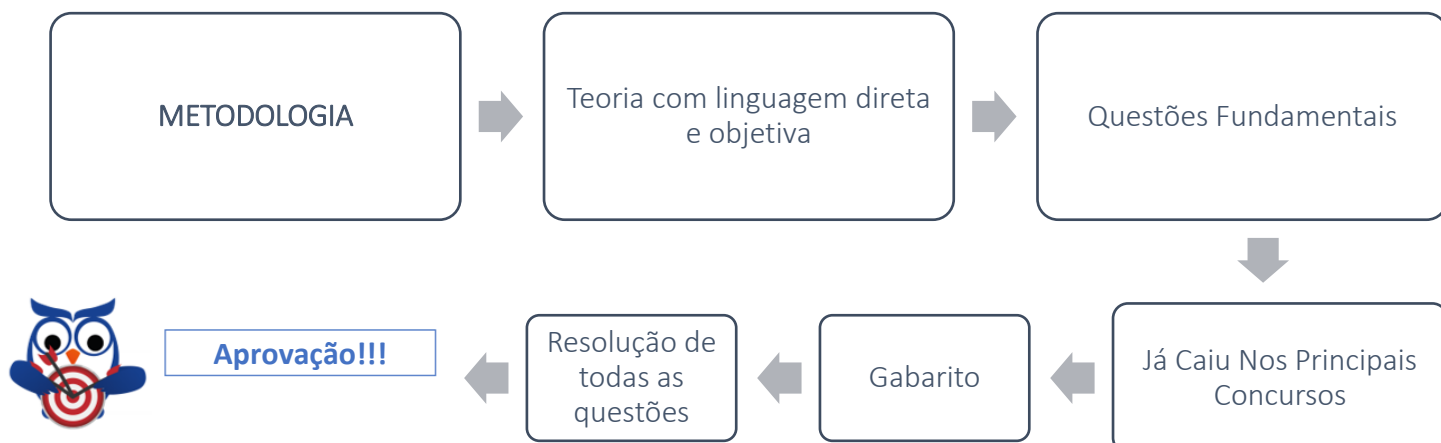 METODOLOGIA
Teoria com linguagem direta
e objetiva
Questões Fundamentais
Já Caiu Nos Principais
Concursos
Gabarito
Resolução de
todas as
questões
Aprovação!!!